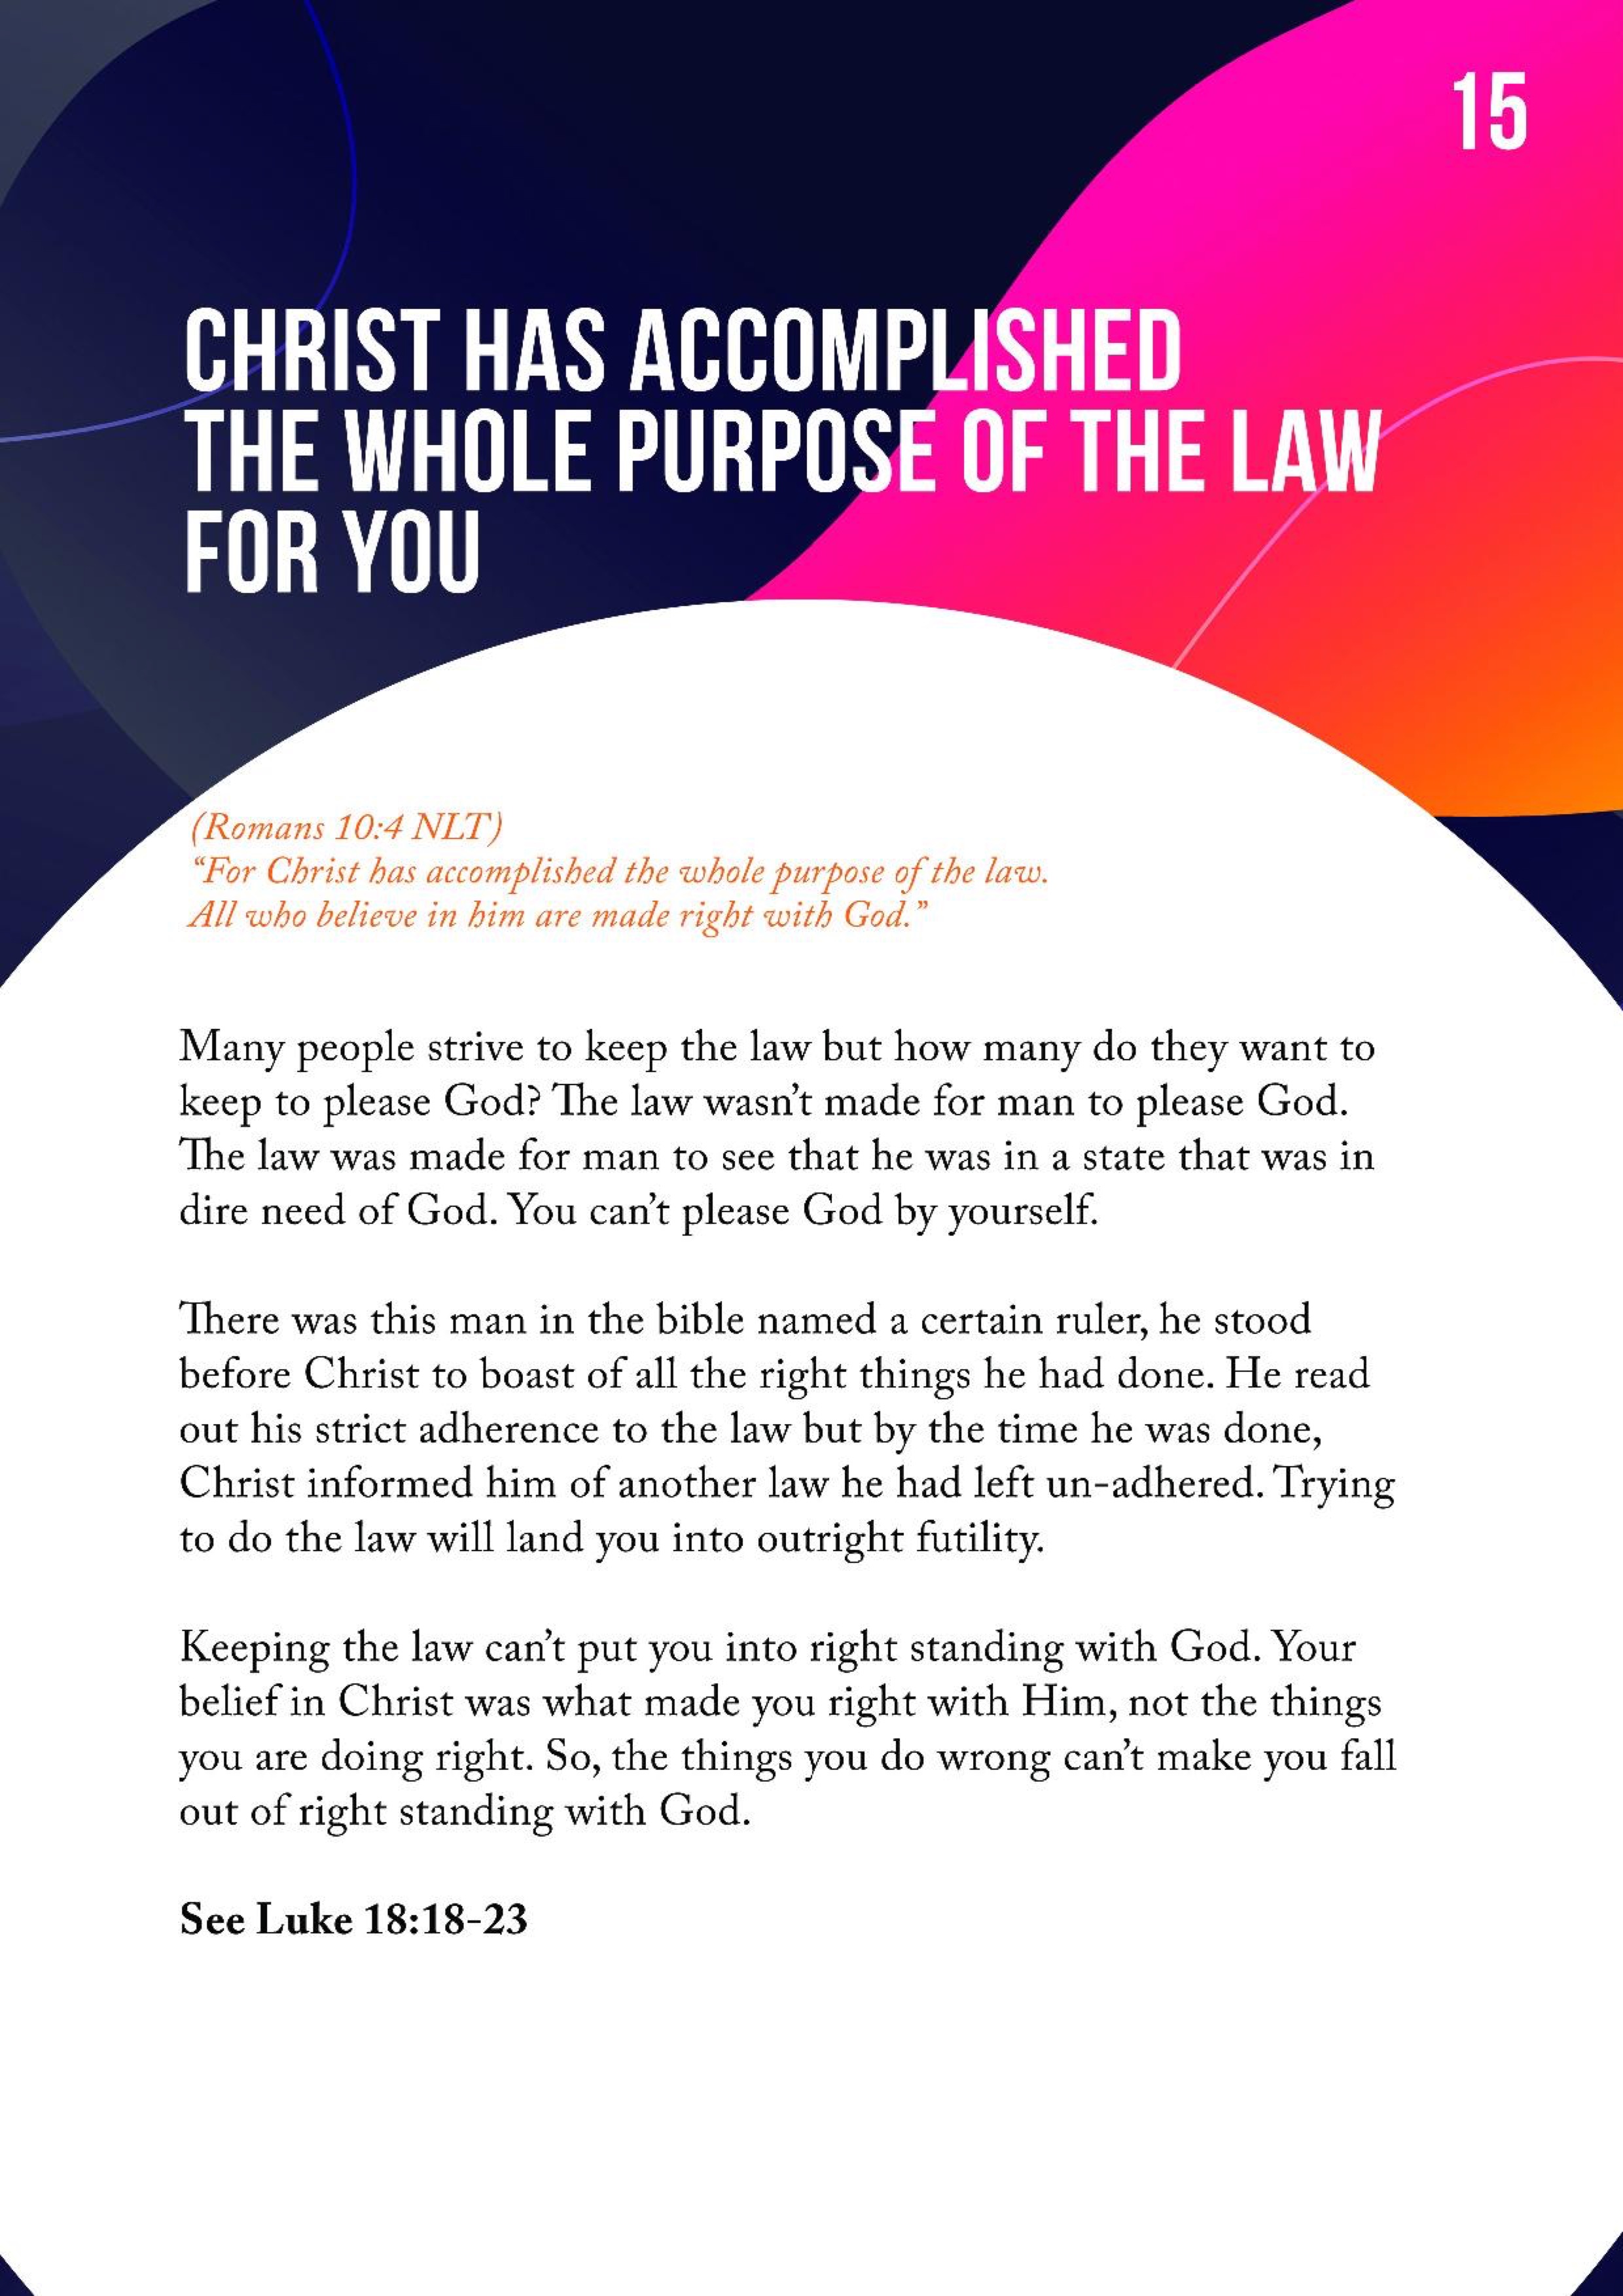 15
CHRIST HAS ACCOMPLISHED
THE WHOLE PURPOSE OF THE LAW
FOR YOU
(Romans 10:4 NLT)
“For Christ has accomplished the whole purpose of the law.
All who believe in him are made right with God.”
Many people strive to keep the law but how many do they want to
keep to please God? The law wasn’t made for man to please God.
The law was made for man to see that he was in a state that was in
dire need of God. You can’t please God by yourself.
There was this man in the bible named a certain ruler, he stood
before Christ to boast of all the right things he had done. He read
out his strict adherence to the law but by the time he was done,
Christ informed him of another law he had left un-adhered. Trying
to do the law will land you into outright futility.
Keeping the law can’t put you into right standing with God. Your
belief in Christ was what made you right with Him, not the things
you are doing right. So, the things you do wrong can’t make you fall
out of right standing with God.
See Luke 18:18-23